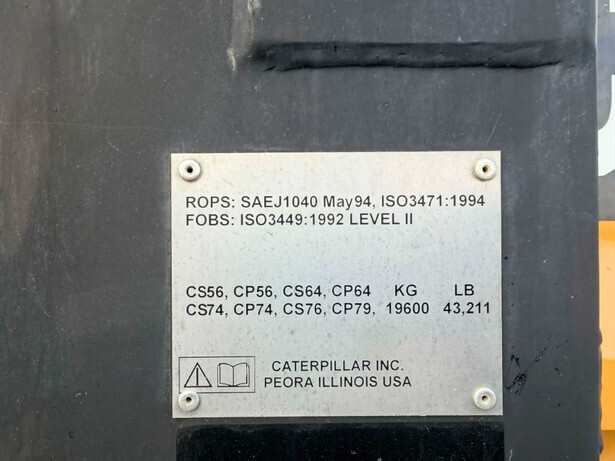 ROPS: SAEJ1040 May94, ISO3471:1994
FOBS: ISO3449:1992 LEVEL II
CS56, CP56, CS64, CP64 KG LB
CS74, CP74, CS76, CP79, 19600 43,211
CATERPILLAR INC.
PEORA ILLINOIS USA